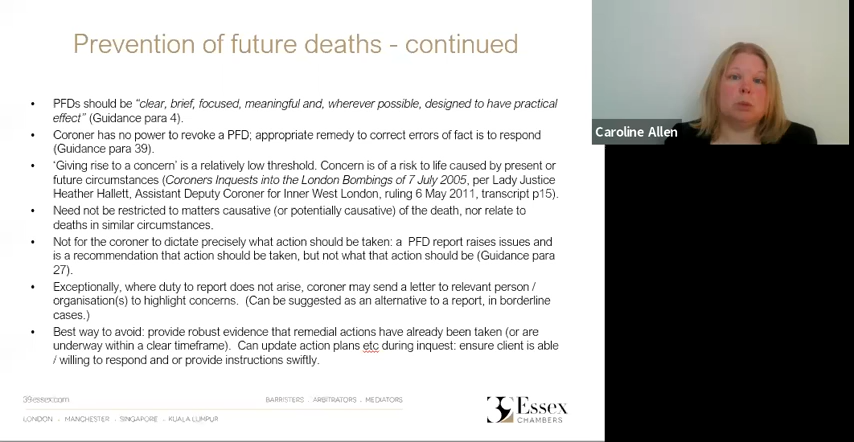 Prevention of future deaths - continued
• PFDs should be “clear, brief, focused, meaningful and, wherever possible, designed to have practical
effect” (Guidance para 4).
• Coroner has no power to revoke a PFD; appropriate remedy to correct errors of fact is to respond
(Guidance para 39).
• ‘Giving rise to a concern’ is a relatively low threshold. Concern is of a risk to life caused by present or
future circumstances (Coroners Inquests into the London Bombings of 7 July 2005, per Lady Justice
Heather Hallett, Assistant Deputy Coroner for Inner West London, ruling 6 May 2011, transcript p15).
• Need not be restricted to matters causative (or potentially causative) of the death, nor relate to
deaths in similar circumstances.
• Not for the coroner to dictate precisely what action should be taken: a PFD report raises issues and
is a recommendation that action should be taken, but not what that action should be (Guidance para
27).
• Exceptionally, where duty to report does not arise, coroner may send a letter to relevant person /
organisation(s) to highlight concerns. (Can be suggested as an alternative to a report, in borderline
cases.)
• Best way to avoid: provide robust evidence that remedial actions have already been taken (or are
underway within a clear timeframe). Can update action plans etc during inquest: ensure client is able
/ willing to respond and or provide instructions swiftly.
39essex.com
BARRISTERS . ARBITRATORS . MEDIATORS
LONDON . MANCHESTER . SINGAPORE . KUALA LUMPUR
39 Essex
CHAMBERS
Caroline Allen